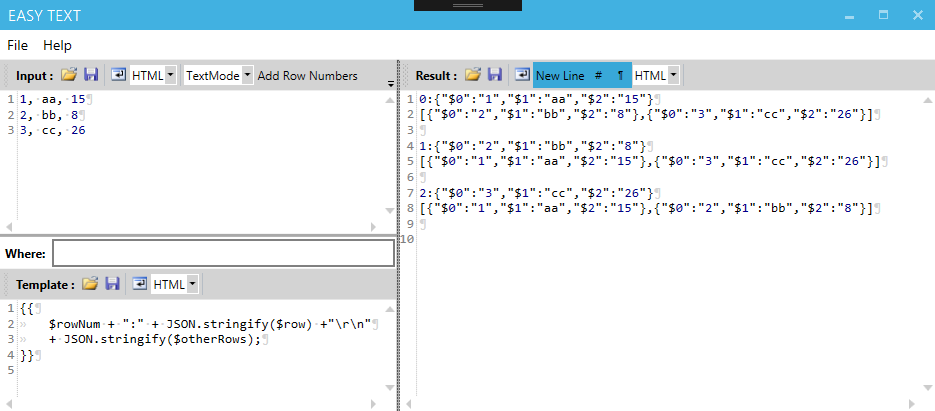 EASY TEXT
File Help
Input : HTML TextMode Add Row Numbers
1 1, aa, 15
2 2, bb, 8
3 3, cc, 26
Where:
Template : HTML
1 {{
2 $rowNum + ":" + JSON.stringify($row) +"\r\n"
3 + JSON.stringify($otherRows);
4 }}
5
Result : New Line # ¶ HTML
1 0:{"$0":"1","$1":"aa","$2":"15"}
2 [{"$0":"2","$1":"bb","$2":"8"},{"$0":"3","$1":"cc","$2":"26"}]
3
4 1:{"$0":"2","$1":"bb","$2":"8"}
5 [{"$0":"1","$1":"aa","$2":"15"},{"$0":"3","$1":"cc","$2":"26"}]
6
7 2:{"$0":"3","$1":"cc","$2":"26"}
8 [{"$0":"1","$1":"aa","$2":"15"},{"$0":"2","$1":"bb","$2":"8"}]
9
10